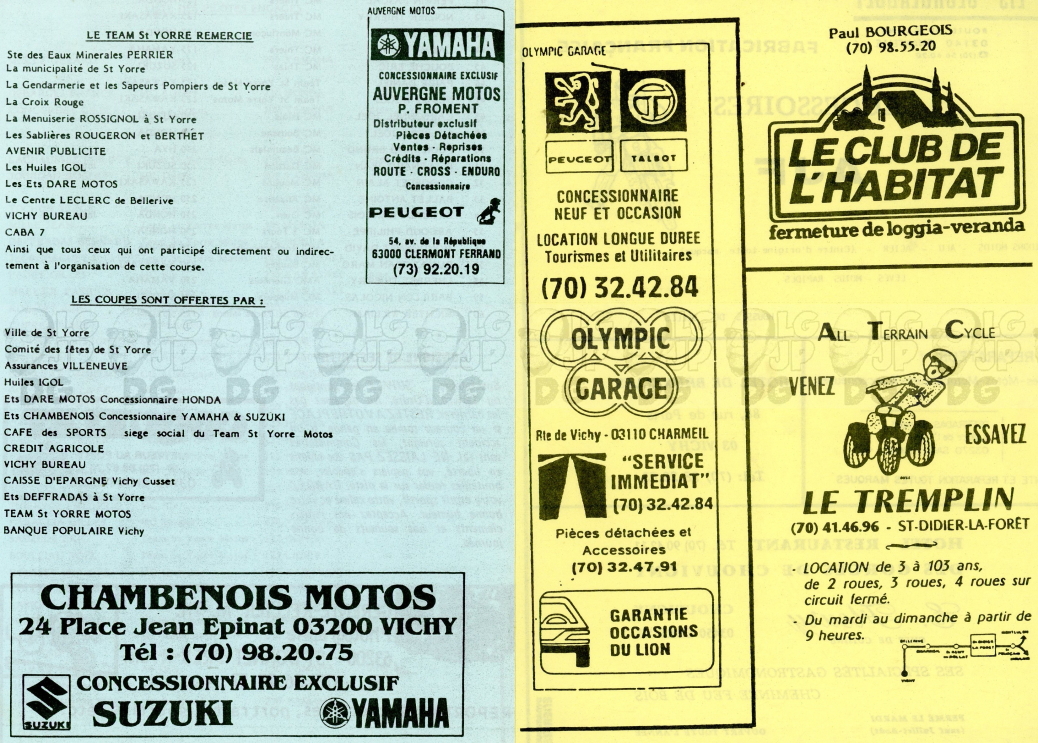 LE TEAM St YORRE REMERCIE
Ste des Eaux Minerales PERRIER
La municipalité de St Yorre
La Gendarmerie et les Sapeurs Pompiers de St Yorre
La Croix Rouge
La Menuiserie ROSSIGNOL à St Yorre
Les Sablières ROUGERON et BERTHET
AVENIR PUBLICITE
Les Huiles IGOL
Les Ets DARE MOTOS
Le Centre LECLERC de Bellerive
VICHY BUREAU
CABA 7
Ainsi que tous ceux qui ont participé directement ou indirec-
tement à l'organisation de cette course.
LES COUPES SONT OFFERTES PAR :
Ville de St Yorre
Comité des fêtes de St Yorre
Assurances VILLENEUVE
Huiles IGOL
Ets DARE MOTOS Concessionnaire HONDA
Ets CHAMBENOIS Concessionnaire YAMAHA & SUZUKI
CAFE des SPORTS siege social du Team St Yorre Motos
CREDIT AGRICOLE
VICHY BUREAU
CAISSE D'EPARGNE Vichy Cusset
Ets DEFFRADAS à St Yorre
TEAM St YORRE MOTOS
BANQUE POPULAIRE Vichy
AUVERGNE MOTOS
YAMAHA
CONCESSIONNAIRE EXCLUSIF
AUVERGNE MOTOS
P. FROMENT
Distributeur exclusif
Pièces Détachées
Ventes - Reprises
Crédits - Réparations
ROUTE - CROSS - ENDURO
Concessionnaire
PEUGEOT
54, av. de la République
63000 CLERMONT FERRAND
(73) 92.20.19
CHAMBENOIS MOTOS
24 Place Jean Epinat 03200 VICHY
Tél : (70) 98.20.75
CONCESSIONNAIRE EXCLUSIF
SUZUKI
SUZUKI YAMAHA
OLYMPIC GARAGE
PEUGEOT TALBOT
CONCESSIONNAIRE
NEUF ET OCCASION
LOCATION LONGUE DUREE
Tourismes et Utilitaires
(70) 32.42.84
OLYMPIC
GARAGE
Rte de Vichy - 03110 CHARMEIL
"SERVICE
IMMEDIAT"
(70) 32.42.84
Pièces détachées et
Accessoires
(70) 32.47.91
GARANTIE
OCCASIONS
DU LION
Paul BOURGEOIS
(70) 98.55.20
LE CLUB DE
L'HABITAT
fermeture de loggia-veranda
ALL TERRAIN CYCLE
VENEZ
ESSAYEZ
LE TREMPLIN
(70) 41.46.96 - ST-DIDIER-LA-FORÊT
- LOCATION de 3 à 103 ans,
de 2 roues, 3 roues, 4 roues sur
circuit fermé.
- Du mardi au dimanche à partir de
9 heures.